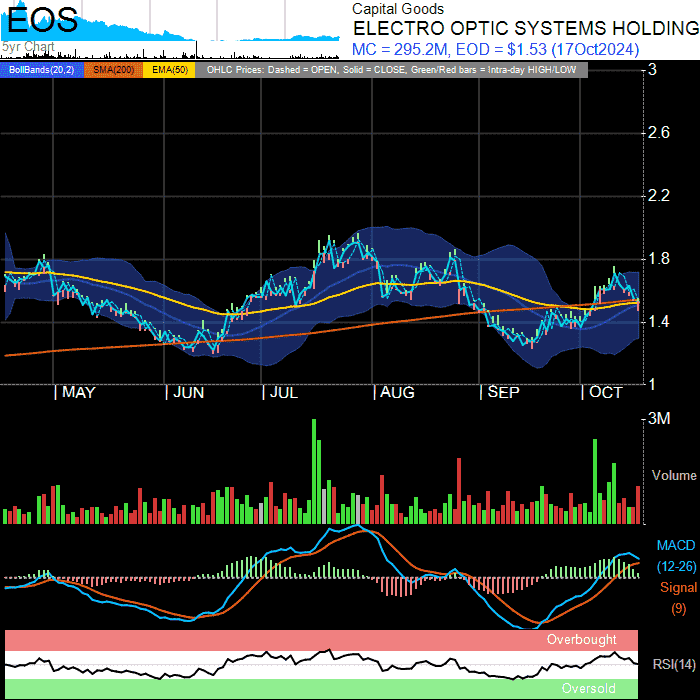 EOS
5yr Chart
Capital Goods
ELECTRO OPTIC SYSTEMS HOLDING
MC = 295.2M, EOD = $1.53 (17Oct2024)
BollBands(20,2) SMA(200) EMA(50) OHLC Prices: Dashed = OPEN, Solid = CLOSE, Green/Red bars = Intra-day HIGH/LOW
3
2.6
2.2
1.8
1.4
1
MAY JUN JUL AUG SEP OCT
3M
Volume
MACD
(12-26)
Signal
(9)
Overbought
RSI(14)
Oversold